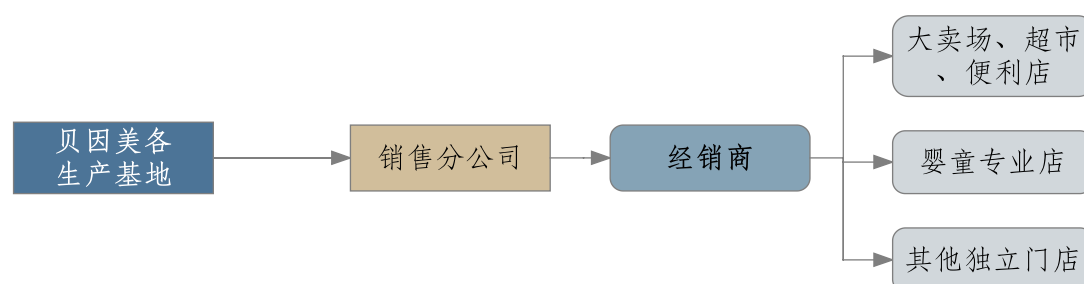 贝因美各
生产基地
销售分公司
经销商
大卖场、超市
、便利店
婴童专业店
其他独立门店